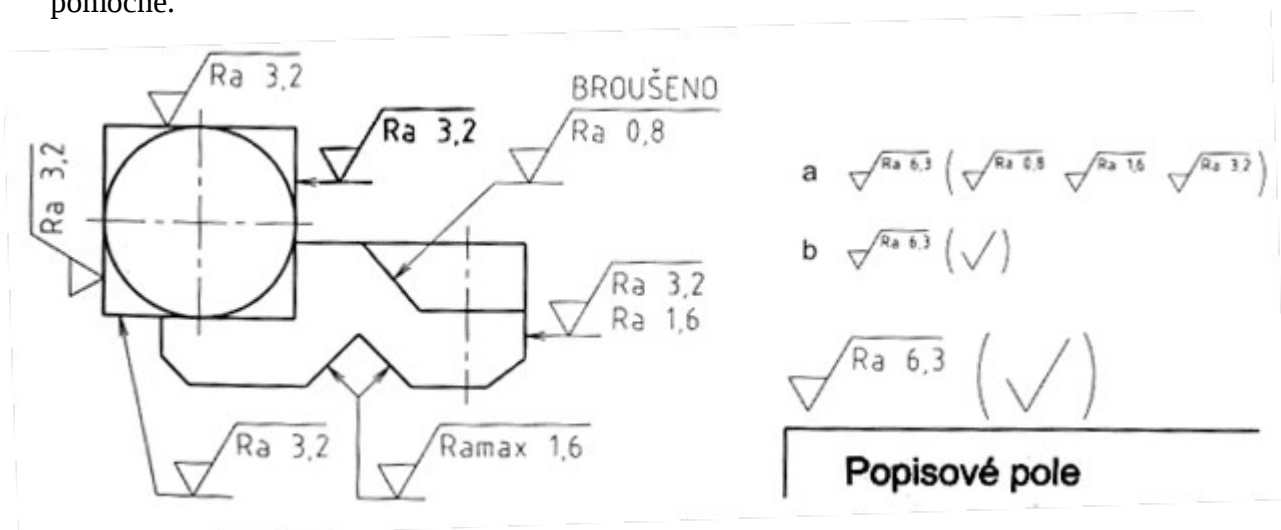 pomocné.
Ra 3,2
Ra 3,2
BROUŠENO
Ra 0,8
Ra 3,2
Ra 3,2
Ra 1,6
Ra 3,2
Ramax 1,6
a Ra 6,3 ( Ra 0,8 Ra 1,6 Ra 3,2 )
b Ra 6,3 ( )
Ra 6,3 ( )
Popisové pole